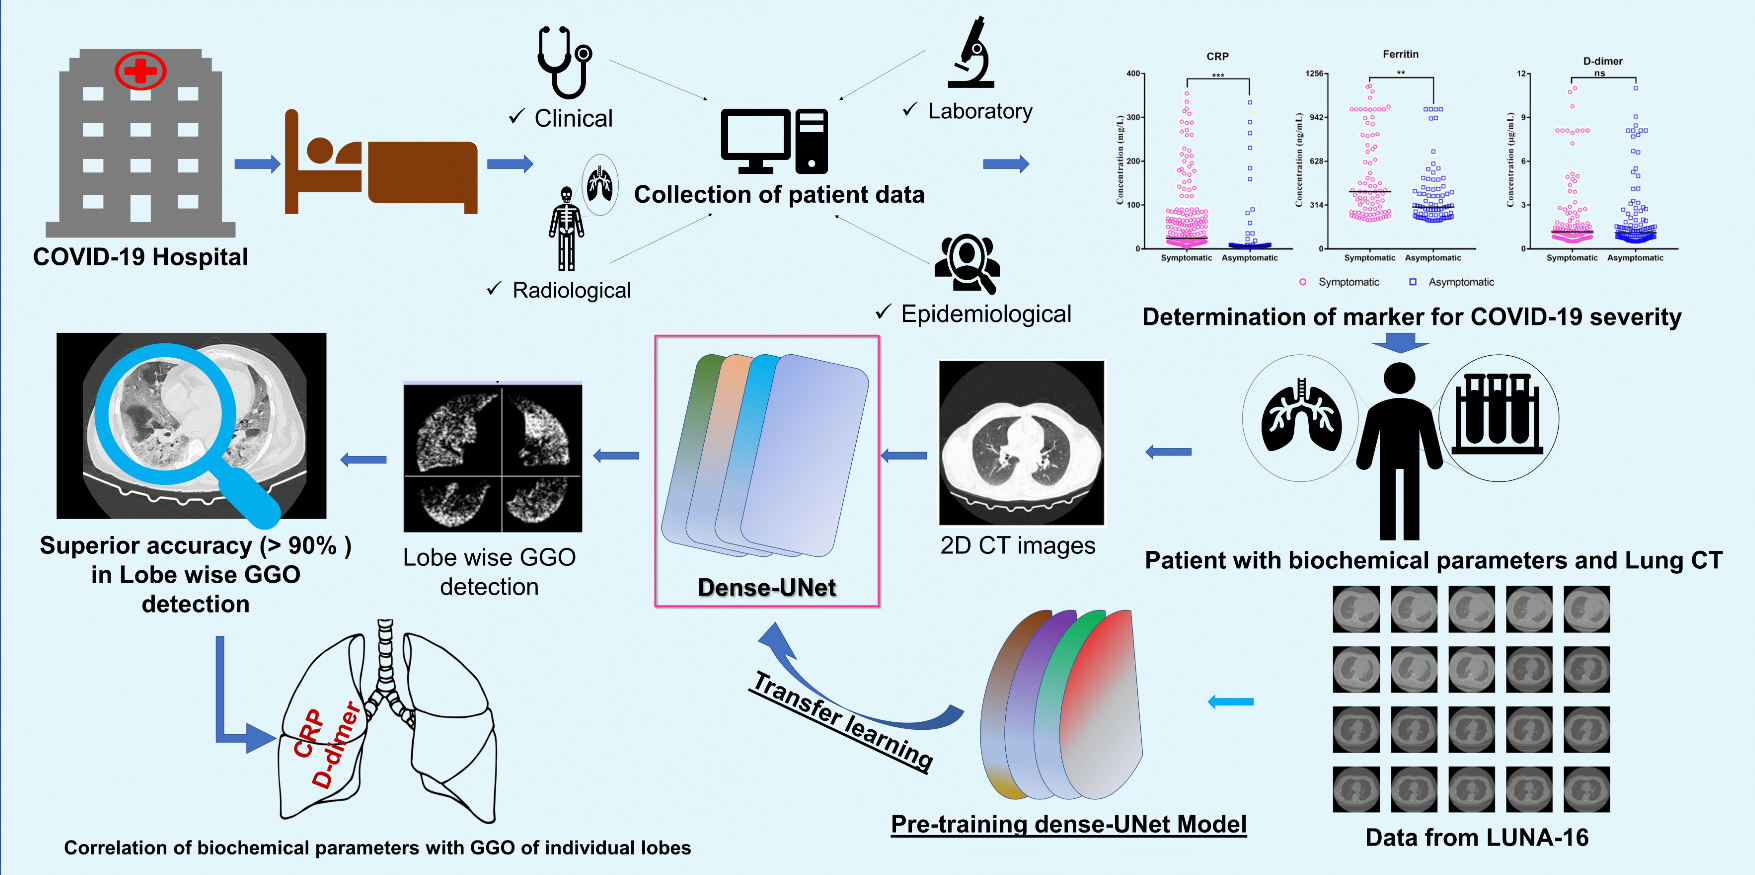 COVID-19 Hospital
✓ Clinical
✓ Laboratory
Collection of patient data
✓ Radiological
✓ Epidemiological
CRP
***
Concentration (mg/L)
400
300
200
100
0
Symptomatic Asymptomatic
Ferritin
**
Concentration (ng/mL)
1256
942
628
314
0
Symptomatic Asymptomatic
D-dimer
ns
Concentration (µg/mL)
12
9
6
3
0
Symptomatic Asymptomatic
Symptomatic Asymptomatic
Determination of marker for COVID-19 severity
Patient with biochemical parameters and Lung CT
2D CT images
Dense-UNet
Lobe wise GGO
detection
Superior accuracy (> 90% )
in Lobe wise GGO
detection
Data from LUNA-16
Pre-training dense-UNet Model
Transfer learning
CRP
D-dimer
Correlation of biochemical parameters with GGO of individual lobes